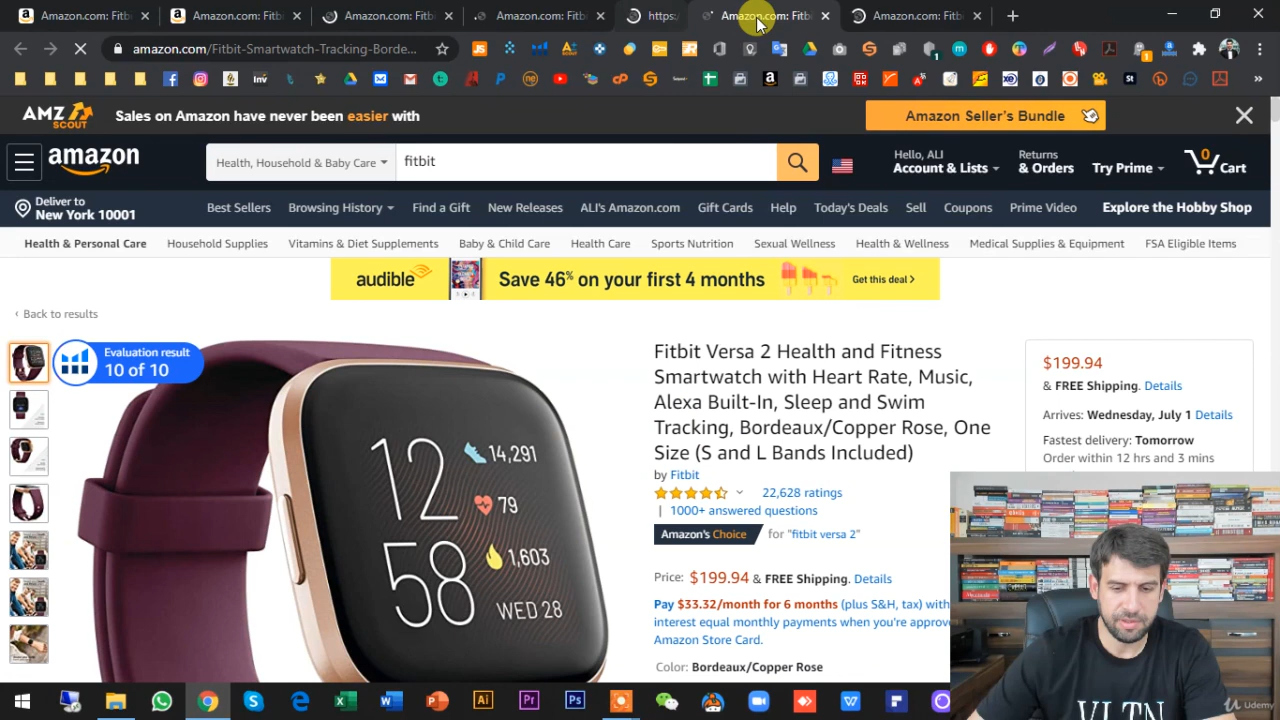 Amazon.com: Fitb
Amazon.com: Fitb
Amazon.com: Fitbi
Amazon.com: Fitbi
https:
Amazon.com: Fitbi
Amazon.com: Fitbi
amazon.com/Fitbit-Smartwatch-Tracking-Borde...
AMZ SCOUT
Sales on Amazon have never been easier with
Amazon Seller's Bundle
amazon
Health, Household & Baby Care
fitbit
Hello, ALI
Account & Lists
Returns
& Orders
Try Prime
0
Cart
Deliver to
New York 10001
Best Sellers
Browsing History
Find a Gift
New Releases
ALI's Amazon.com
Gift Cards
Help
Today's Deals
Sell
Coupons
Prime Video
Explore the Hobby Shop
Health & Personal Care
Household Supplies
Vitamins & Diet Supplements
Baby & Child Care
Health Care
Sports Nutrition
Sexual Wellness
Health & Wellness
Medical Supplies & Equipment
FSA Eligible Items
audible
Save 46% on your first 4 months
Get this deal ›
‹ Back to results
Evaluation result
10 of 10
12
58
14,291
79
1,603
WED 28
Fitbit Versa 2 Health and Fitness
Smartwatch with Heart Rate, Music,
Alexa Built-In, Sleep and Swim
Tracking, Bordeaux/Copper Rose, One
Size (S and L Bands Included)
by Fitbit
22,628 ratings
| 1000+ answered questions
Amazon's Choice for "fitbit versa 2"
Price: $199.94 & FREE Shipping. Details
Pay $33.32/month for 6 months (plus S&H, tax) with
interest equal monthly payments when you're approve
Amazon Store Card.
Color: Bordeaux/Copper Rose
$199.94
& FREE Shipping. Details
Arrives: Wednesday, July 1 Details
Fastest delivery: Tomorrow
Order within 12 hrs and 3 mins
VLTN
Udemy